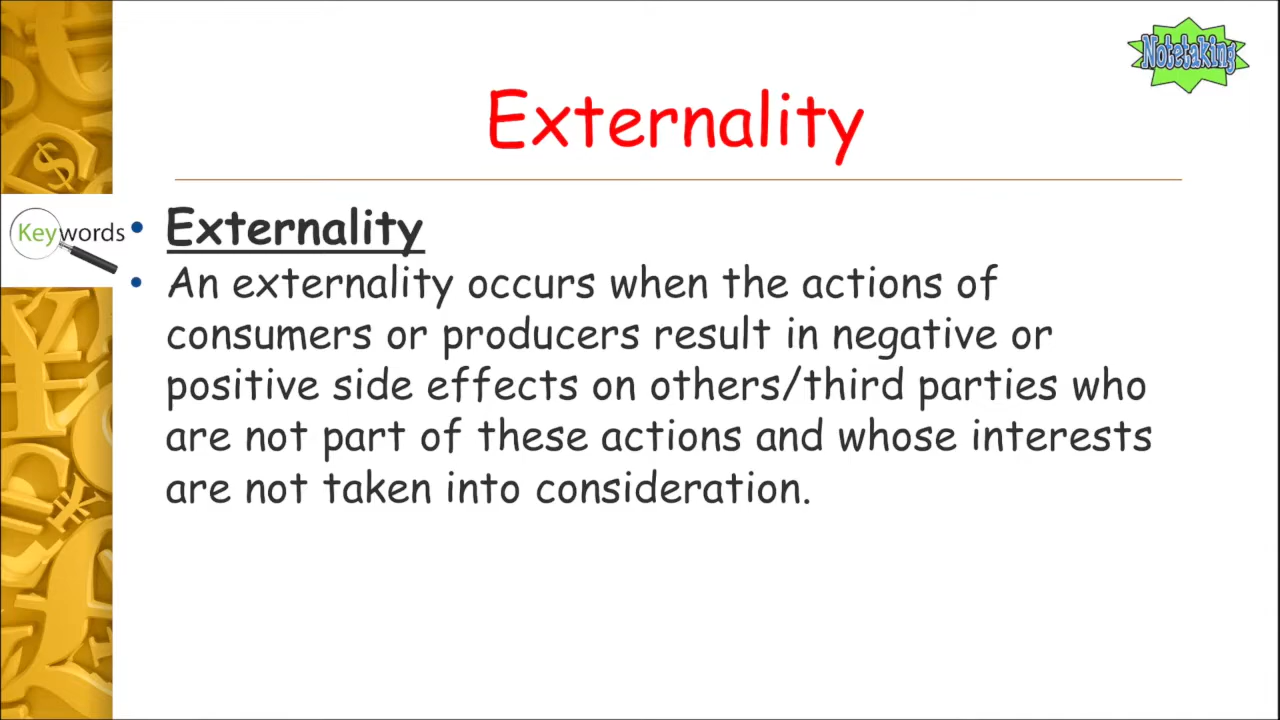 Notetaking
Externality
Keywords
Externality
An externality occurs when the actions of
consumers or producers result in negative or
positive side effects on others/third parties who
are not part of these actions and whose interests
are not taken into consideration.